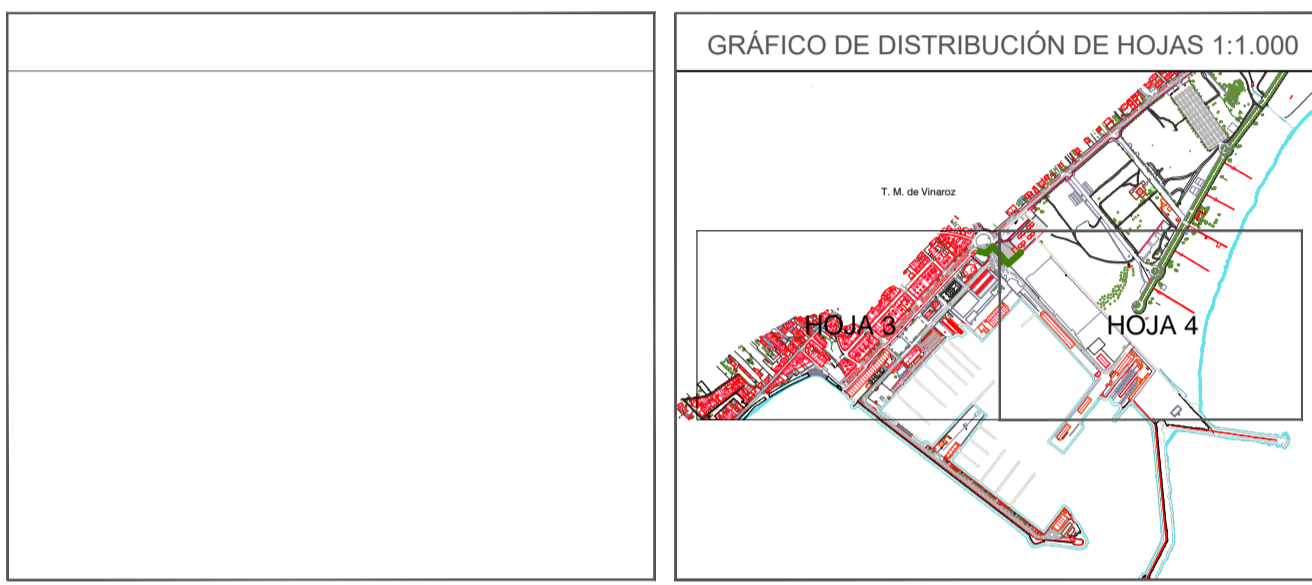 GRÁFICO DE DISTRIBUCIÓN DE HOJAS 1:1.000
T. M. de Vinaroz
HOJA 3
HOJA 4